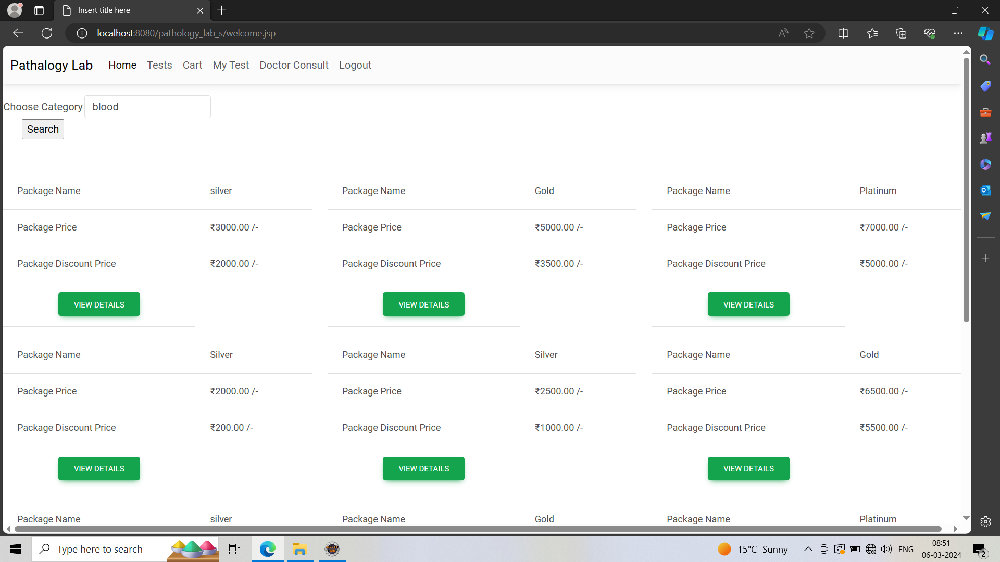 Insert title here
localhost:8080/pathology_lab_s/welcome.jsp
Pathalogy Lab Home Tests Cart My Test Doctor Consult Logout
Choose Category blood
Search
Package Name silver Package Name Gold Package Name Platinum
Package Price ₹3000.00 /- Package Price ₹5000.00 /- Package Price ₹7000.00 /-
Package Discount Price ₹2000.00 /- Package Discount Price ₹3500.00 /- Package Discount Price ₹5000.00 /-
VIEW DETAILS VIEW DETAILS VIEW DETAILS
Package Name Silver Package Name Silver Package Name Gold
Package Price ₹2000.00 /- Package Price ₹2500.00 /- Package Price ₹6500.00 /-
Package Discount Price ₹200.00 /- Package Discount Price ₹1000.00 /- Package Discount Price ₹5500.00 /-
VIEW DETAILS VIEW DETAILS VIEW DETAILS
Package Name silver Package Name Gold Package Name Platinum
Type here to search 15°C Sunny ENG 08:51
06-03-2024 2